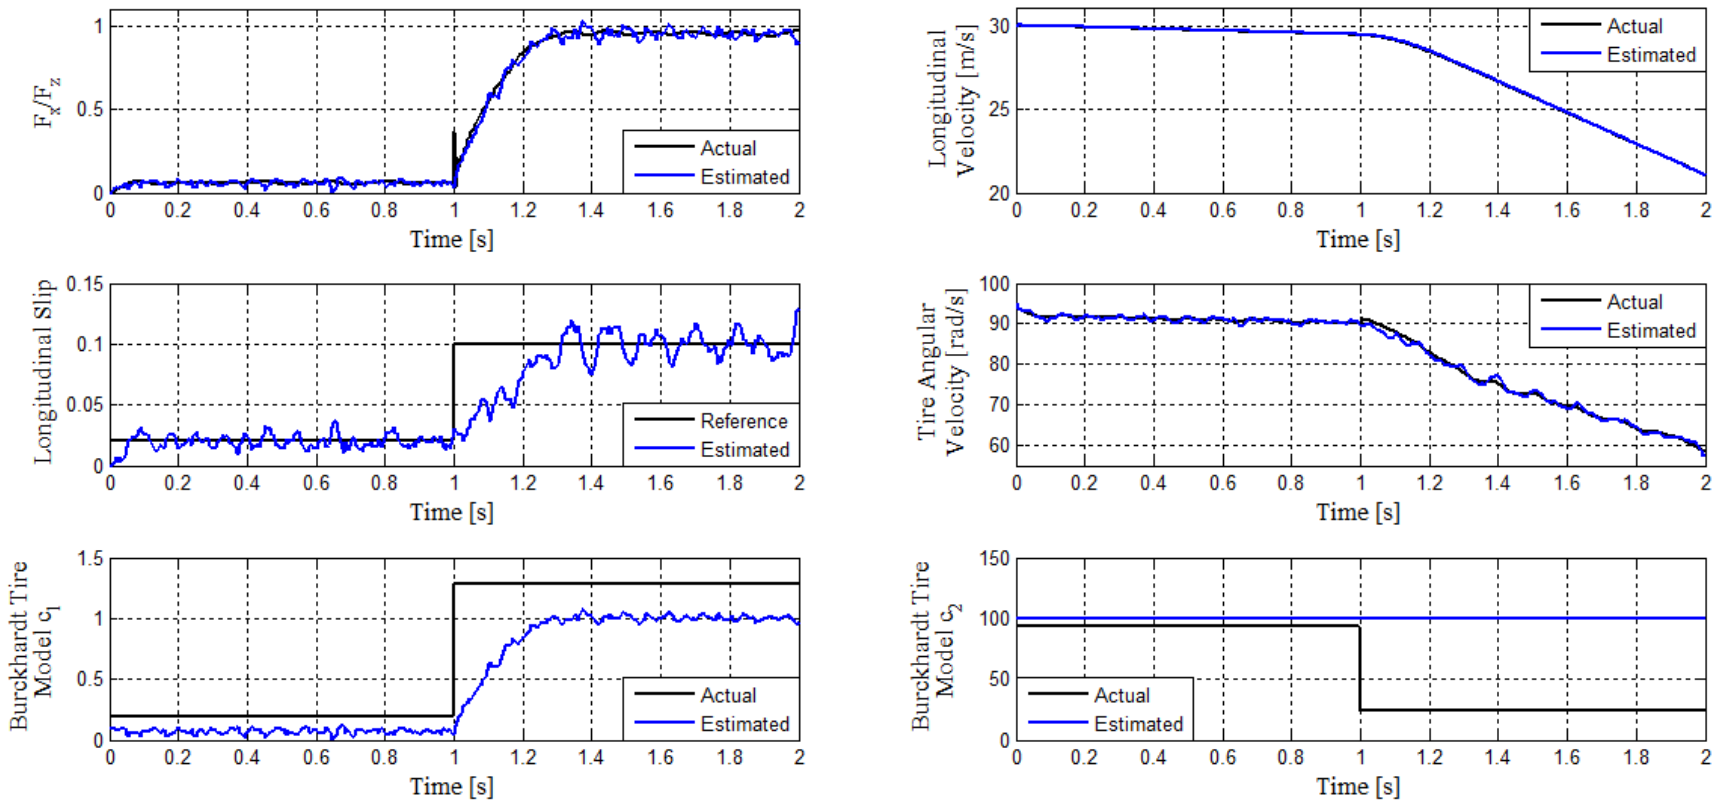 1
0.5
0
F_x/F_z
Actual
Estimated
0 0.2 0.4 0.6 0.8 1 1.2 1.4 1.6 1.8 2
Time [s]
30
25
20
Longitudinal
Velocity [m/s]
Actual
Estimated
0 0.2 0.4 0.6 0.8 1 1.2 1.4 1.6 1.8 2
Time [s]
0.15
0.1
0.05
0
Longitudinal Slip
Reference
Estimated
0 0.2 0.4 0.6 0.8 1 1.2 1.4 1.6 1.8 2
Time [s]
100
90
80
70
60
Tire Angular
Velocity [rad/s]
Actual
Estimated
0 0.2 0.4 0.6 0.8 1 1.2 1.4 1.6 1.8 2
Time [s]
1.5
1
0.5
0
Burckhardt Tire
Model c_1
Actual
Estimated
0 0.2 0.4 0.6 0.8 1 1.2 1.4 1.6 1.8 2
Time [s]
150
100
50
0
Burckhardt Tire
Model c_2
Actual
Estimated
0 0.2 0.4 0.6 0.8 1 1.2 1.4 1.6 1.8 2
Time [s]